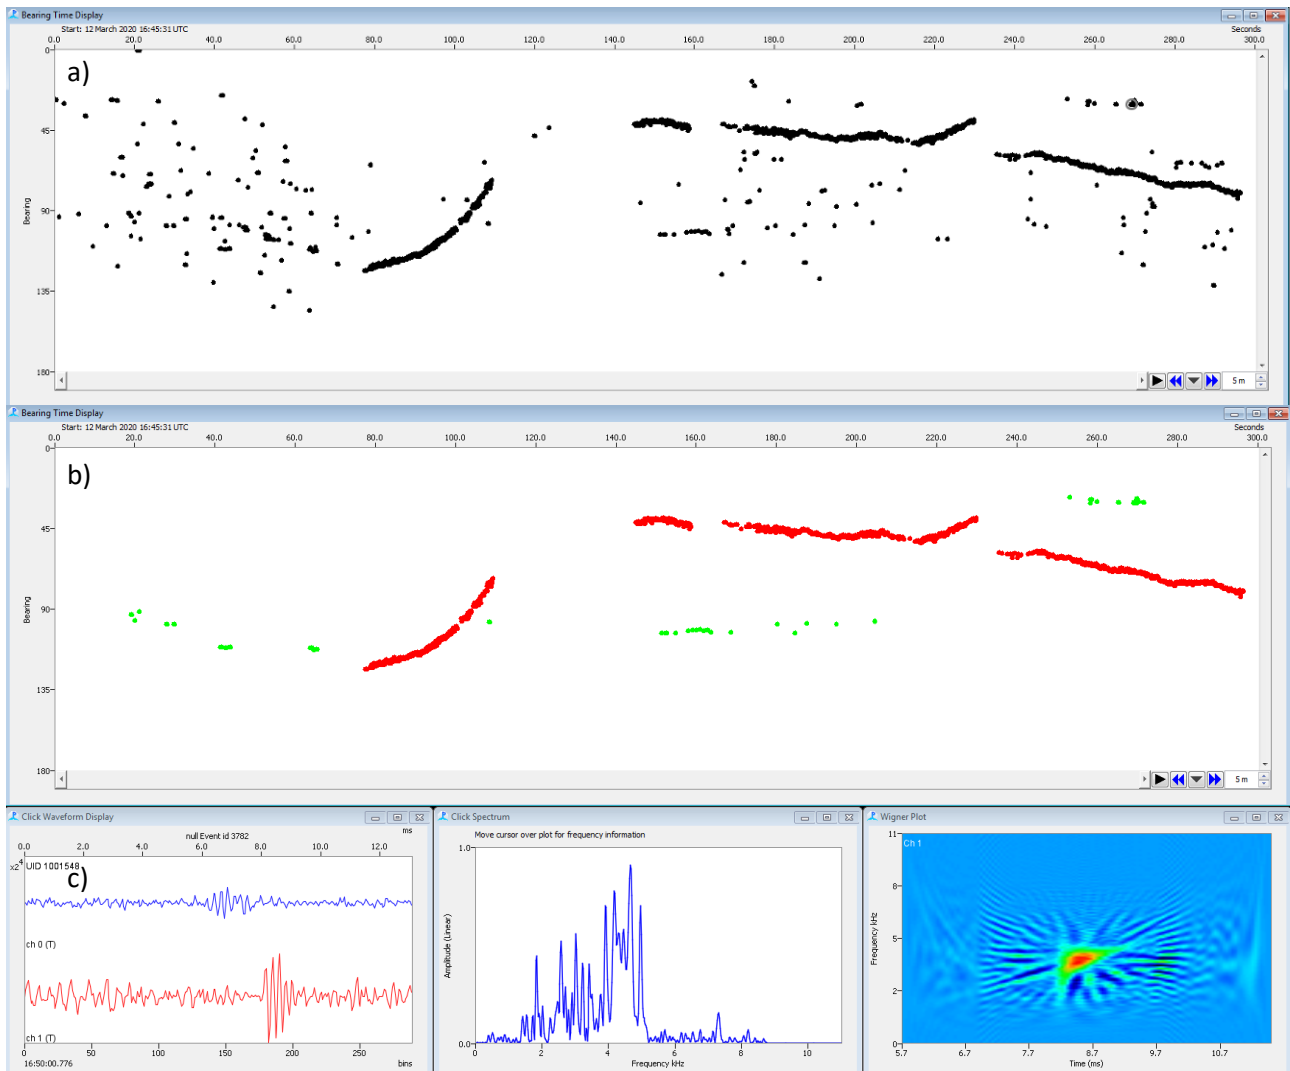 Bearing Time Display
Start: 12 March 2020 16:45:31 UTC
Seconds
0.0 20.0 40.0 60.0 80.0 100.0 120.0 140.0 160.0 180.0 200.0 220.0 240.0 260.0 280.0 300.0
a)
0
45
90
135
180
Bearing
5 m
Bearing Time Display
Start: 12 March 2020 16:45:31 UTC
Seconds
0.0 20.0 40.0 60.0 80.0 100.0 120.0 140.0 160.0 180.0 200.0 220.0 240.0 260.0 280.0 300.0
b)
0
45
90
135
180
Bearing
5 m
Click Waveform Display
null Event id 3782
ms
0.0 2.0 4.0 6.0 8.0 10.0 12.0
x2^4 UID 1001548
c)
ch 0 (T)
ch 1 (T)
0 50 100 150 200 250
16:50:00.776
bins
Click Spectrum
Move cursor over plot for frequency information
1.0
Amplitude (Linear)
0.0
0 2 4 6 8 10
Frequency kHz
Wigner Plot
Ch 1
11
8
5
2
0
Frequency kHz
5.7 6.7 7.7 8.7 9.7 10.7
Time (ms)